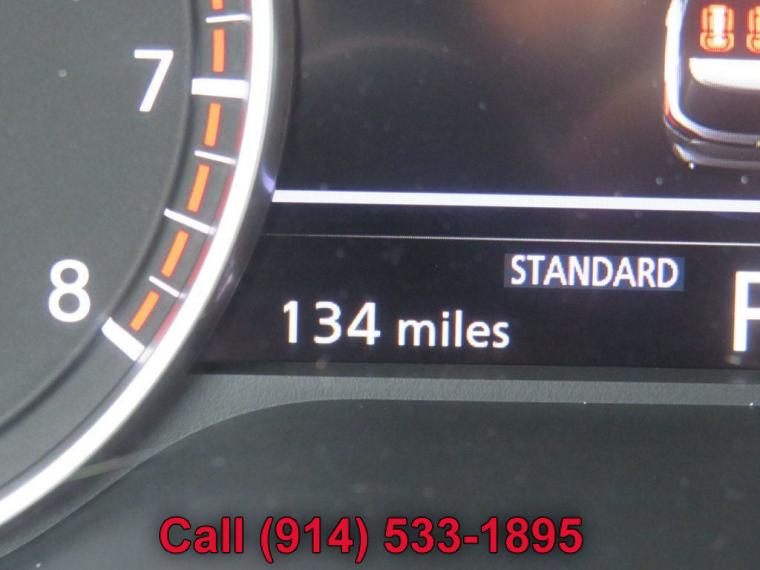 7
8
STANDARD
134 miles
Call (914) 533-1895